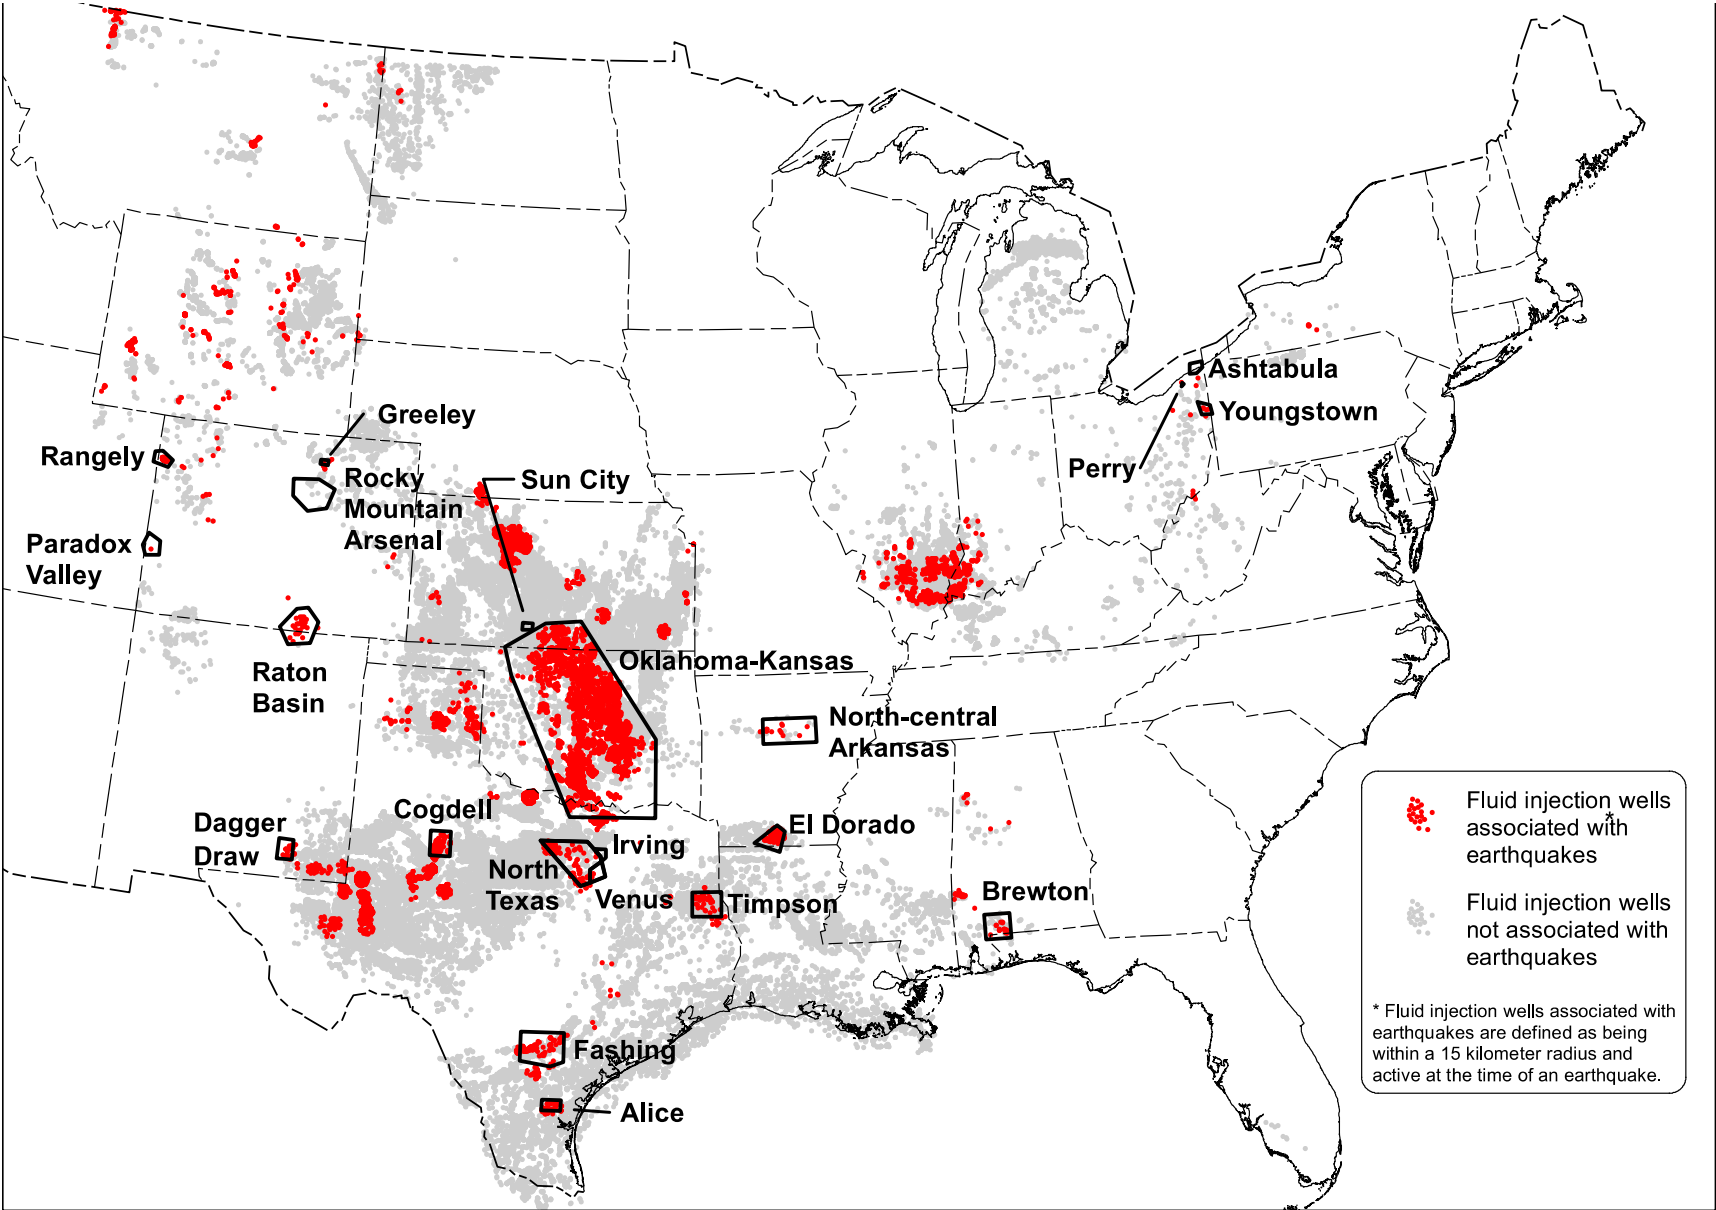 Greeley
Rangely
Rocky
Mountain
Arsenal
Sun City
Paradox
Valley
Raton
Basin
Oklahoma-Kansas
Ashtabula
Youngstown
Perry
North-central
Arkansas
Cogdell
Dagger
Draw
El Dorado
Irving
North
Texas
Venus
Timpson
Brewton
Fashing
Alice
Fluid injection wells
associated with*
earthquakes
Fluid injection wells
not associated with
earthquakes
* Fluid injection wells associated with
earthquakes are defined as being
within a 15 kilometer radius and
active at the time of an earthquake.